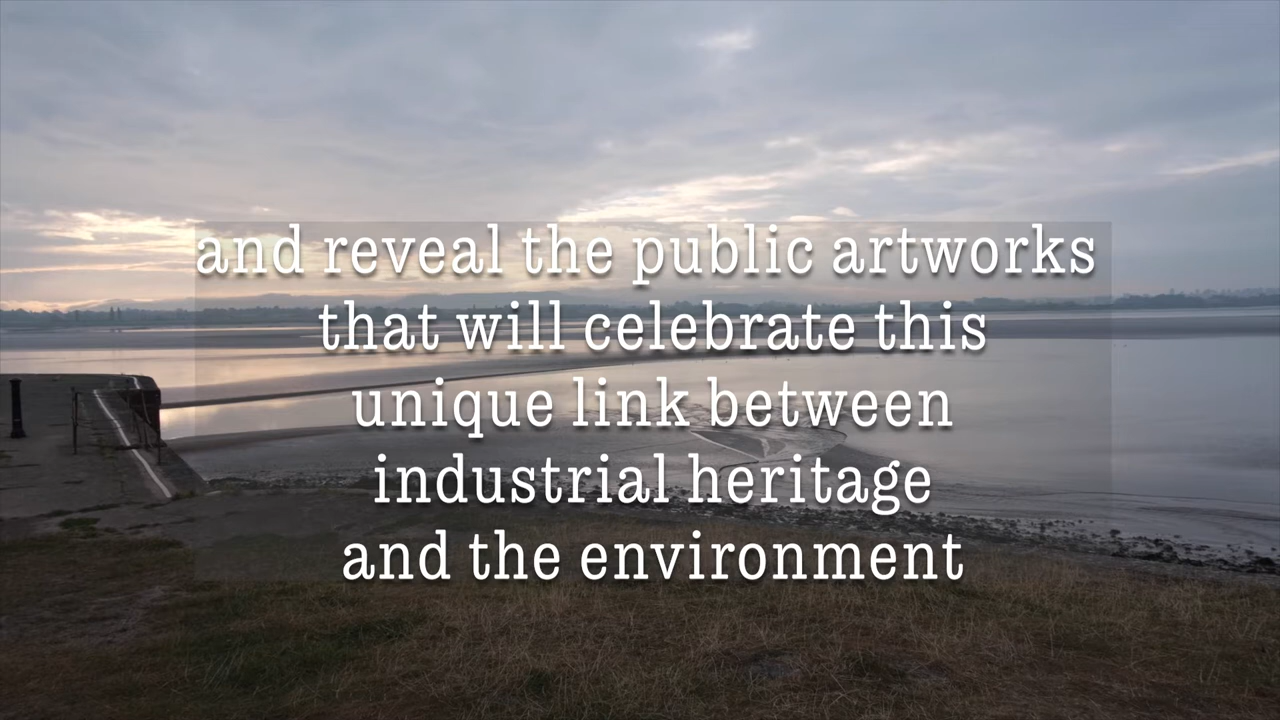 and reveal the public artworks
that will celebrate this
unique link between
industrial heritage
and the environment